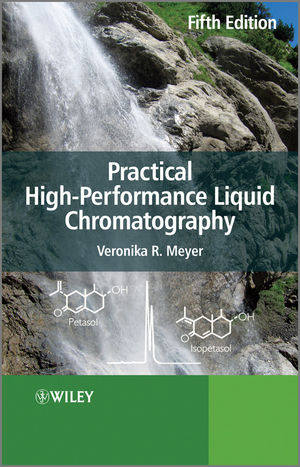 Fifth Edition
Practical
High-Performance Liquid
Chromatography
Veronika R. Meyer
OH
O
Petasol
OH
O
Isopetasol
WILEY